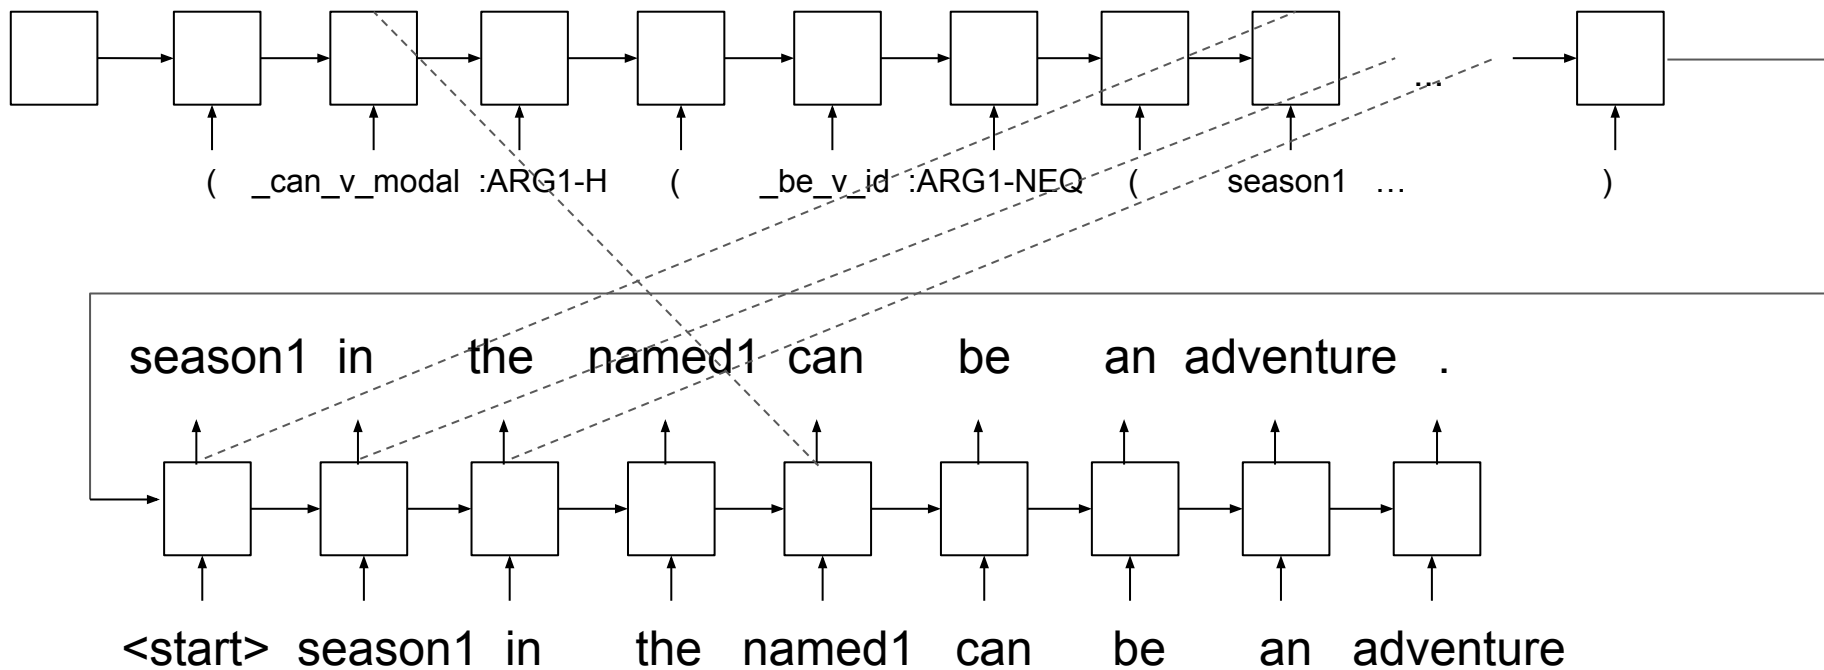 ...
( _can_v_modal :ARG1-H ( _be_v_id :ARG1-NEQ ( season1 ... )
season1 in the named1 can be an adventure .
<start> season1 in the named1 can be an adventure